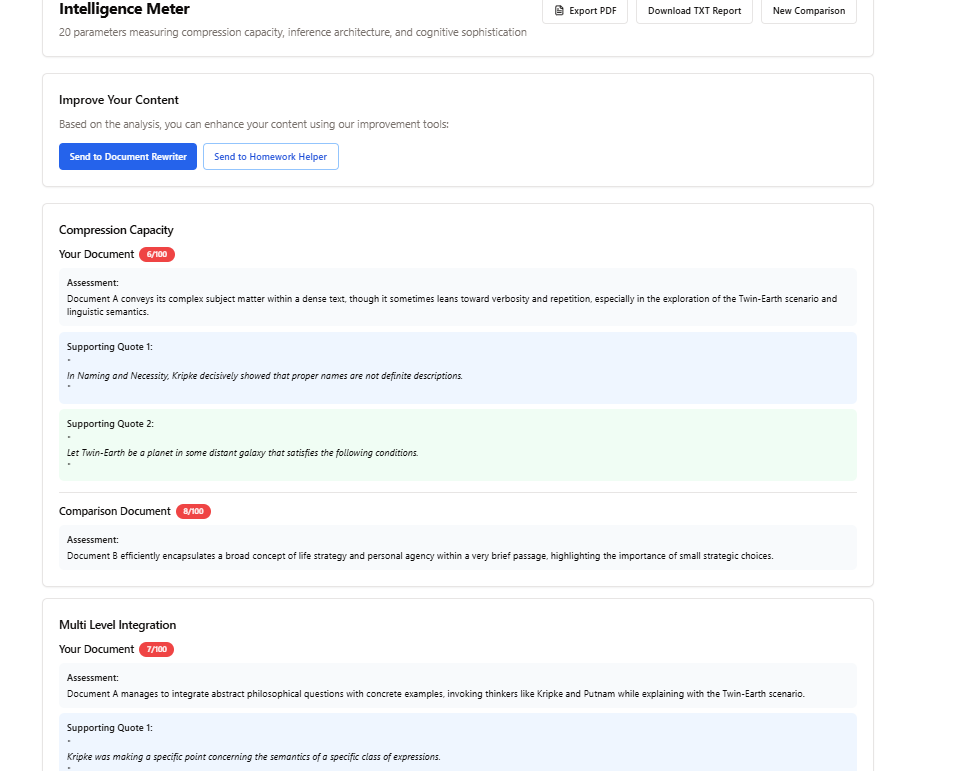 Intelligence Meter
Export PDF
Download TXT Report
New Comparison
20 parameters measuring compression capacity, inference architecture, and cognitive sophistication
Improve Your Content
Based on the analysis, you can enhance your content using our improvement tools:
Send to Document Rewriter
Send to Homework Helper
Compression Capacity
Your Document 6/100
Assessment:
Document A conveys its complex subject matter within a dense text, though it sometimes leans toward verbosity and repetition, especially in the exploration of the Twin-Earth scenario and
linguistic semantics.
Supporting Quote 1:
"
In Naming and Necessity, Kripke decisively showed that proper names are not definite descriptions.
"
Supporting Quote 2:
"
Let Twin-Earth be a planet in some distant galaxy that satisfies the following conditions.
"
Comparison Document 8/100
Assessment:
Document B efficiently encapsulates a broad concept of life strategy and personal agency within a very brief passage, highlighting the importance of small strategic choices.
Multi Level Integration
Your Document 7/100
Assessment:
Document A manages to integrate abstract philosophical questions with concrete examples, invoking thinkers like Kripke and Putnam while explaining with the Twin-Earth scenario.
Supporting Quote 1:
"
Kripke was making a specific point concerning the semantics of a specific class of expressions.
"